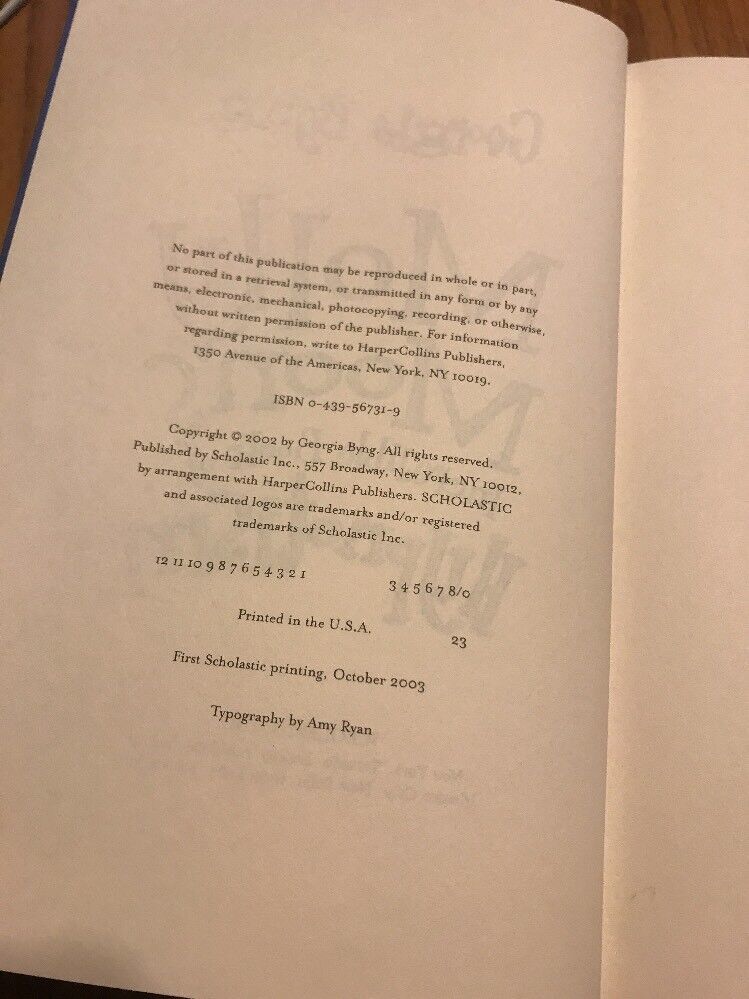 No part of this publication may be reproduced in whole or in part,
or stored in a retrieval system, or transmitted in any form or by any
means, electronic, mechanical, photocopying, recording, or otherwise,
without written permission of the publisher. For information
regarding permission, write to HarperCollins Publishers,
1350 Avenue of the Americas, New York, NY 10019.
ISBN 0-439-56731-9
Copyright © 2002 by Georgia Byng. All rights reserved.
Published by Scholastic Inc., 557 Broadway, New York, NY 10012,
by arrangement with HarperCollins Publishers. SCHOLASTIC
and associated logos are trademarks and/or registered
trademarks of Scholastic Inc.
12 11 10 9 8 7 6 5 4 3 2 1 3 4 5 6 7 8/0
Printed in the U.S.A. 23
First Scholastic printing, October 2003
Typography by Amy Ryan